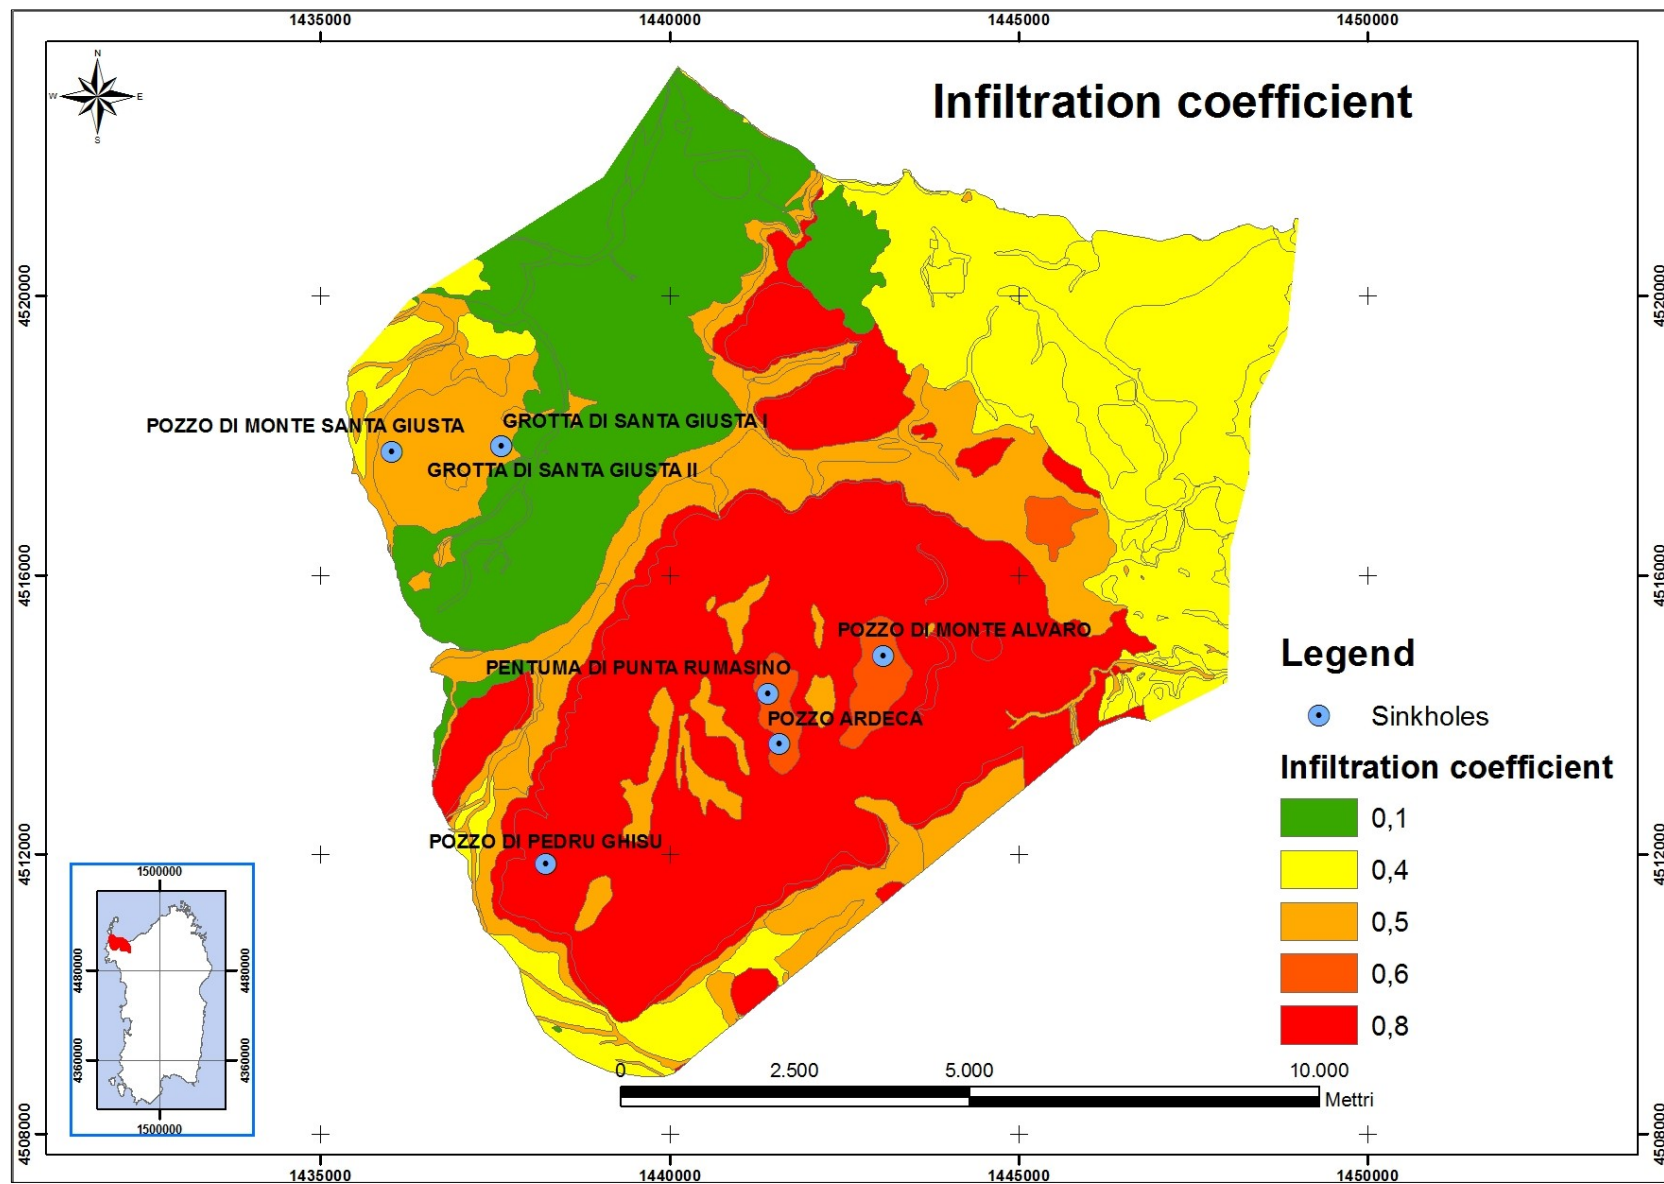 1435000 1440000 1445000 1450000
N
W E
S
Infiltration coefficient
4520000 4520000
POZZO DI MONTE SANTA GIUSTA
GROTTA DI SANTA GIUSTA I
GROTTA DI SANTA GIUSTA II
4516000 4516000
POZZO DI MONTE ALVARO
PENTUMA DI PUNTA RUMASINO
POZZO ARDECA
Legend
Sinkholes
Infiltration coefficient
0,1
0,4
0,5
0,6
0,8
POZZO DI PEDRU GHISU
4512000 4512000
1500000
4480000 4480000
4360000 4360000
1500000
0 2.500 5.000 10.000
Mettri
4508000 4508000
1435000 1440000 1445000 1450000